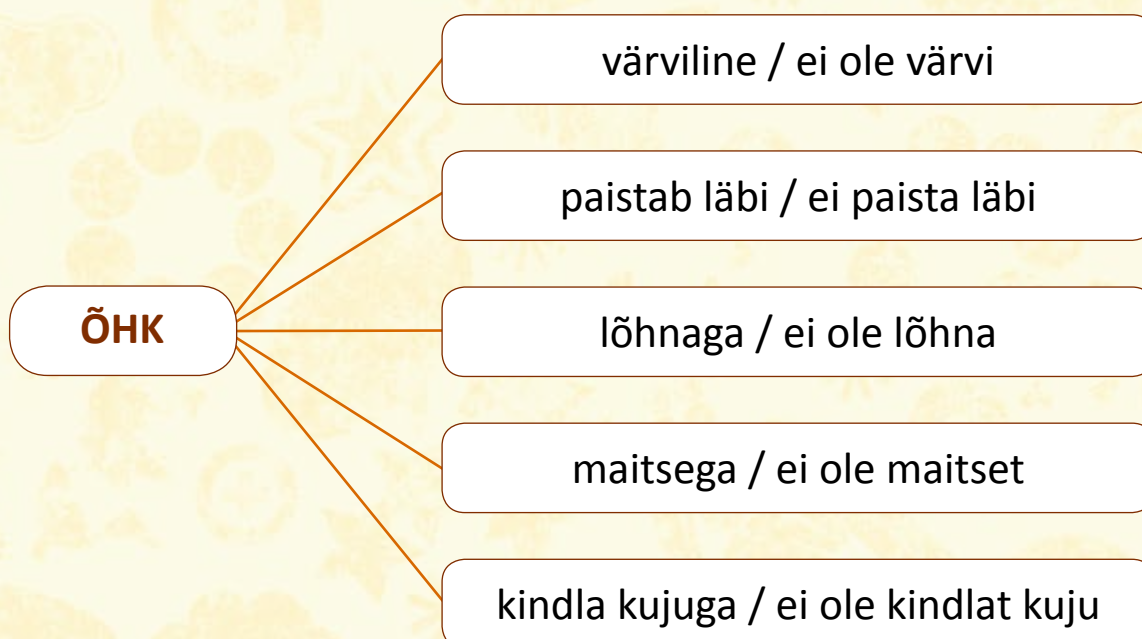 värviline / ei ole värvi
paistab läbi / ei paista läbi
ÕHK
lõhnaga / ei ole lõhna
maitsega / ei ole maitset
kindla kujuga / ei ole kindlat kuju